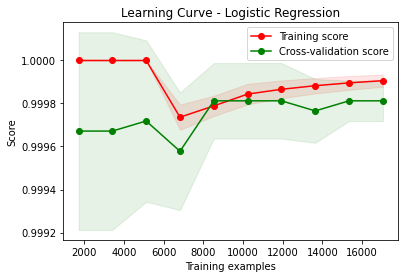 Learning Curve - Logistic Regression
Training score
Cross-validation score
Score
1.0000
0.9998
0.9996
0.9994
0.9992
2000 4000 6000 8000 10000 12000 14000 16000
Training examples